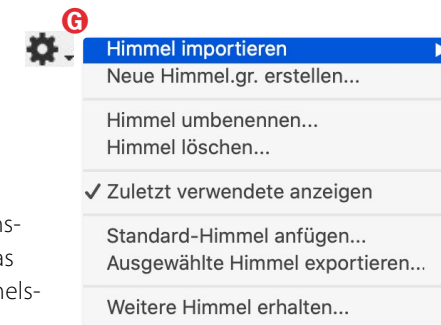 G
Himmel importieren
Neue Himmel.gr. erstellen...
Himmel umbenennen...
Himmel löschen...
Zuletzt verwendete anzeigen
Standard-Himmel anfügen...
Ausgewählte Himmel exportieren...
Weitere Himmel erhalten...